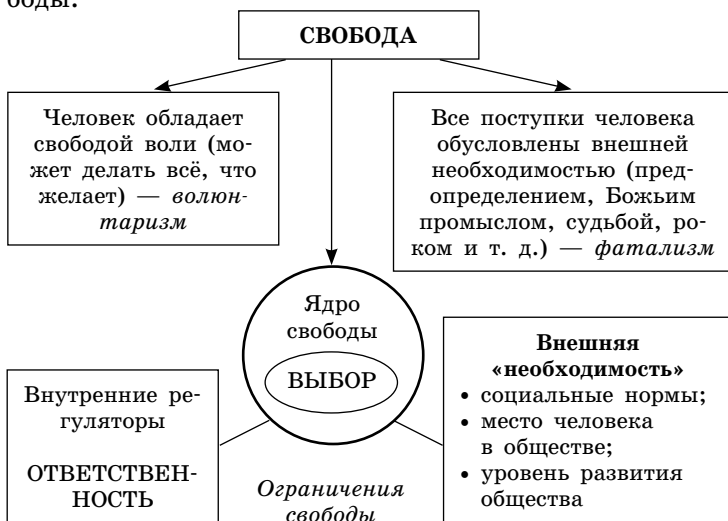 боды.
СВОБОДА
Человек обладает
свободой воли (мо-
жет делать всё, что
желает) — волюн-
таризм
Все поступки человека
обусловлены внешней
необходимостью (пред-
определением, Божьим
промыслом, судьбой, ро-
ком и т. д.) — фатализм
Ядро
свободы
ВЫБОР
Внутренние ре-
гуляторы
ОТВЕТСТВЕН-
НОСТЬ
Внешняя
«необходимость»
• социальные нормы;
• место человека
в обществе;
• уровень развития
общества
Ограничения
свободы